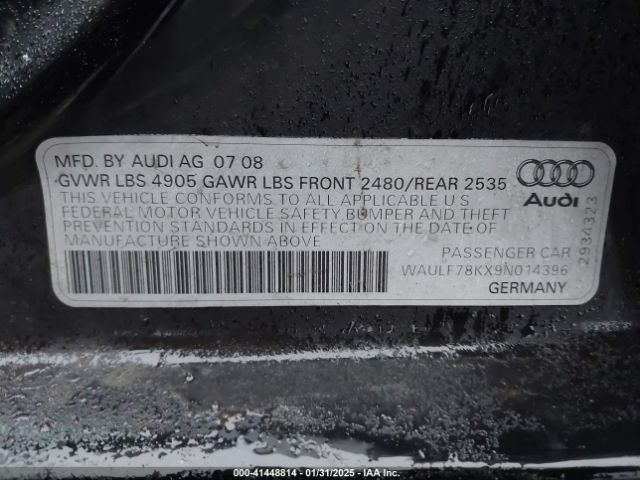 MFD. BY AUDI AG 07 08
GVWR LBS 4905 GAWR LBS FRONT 2480/REAR 2535
THIS VEHICLE CONFORMS TO ALL APPLICABLE U S
FEDERAL MOTOR VEHICLE SAFETY BUMPER AND THEFT
PREVENTION STANDARDS IN EFFECT ON THE DATE OF
MANUFACTURE SHOWN ABOVE
Audi
PASSENGER CAR
WAULF78KX9N014396
GERMANY
2934323
000-41448814 - 01/31/2025 - IAA Inc.